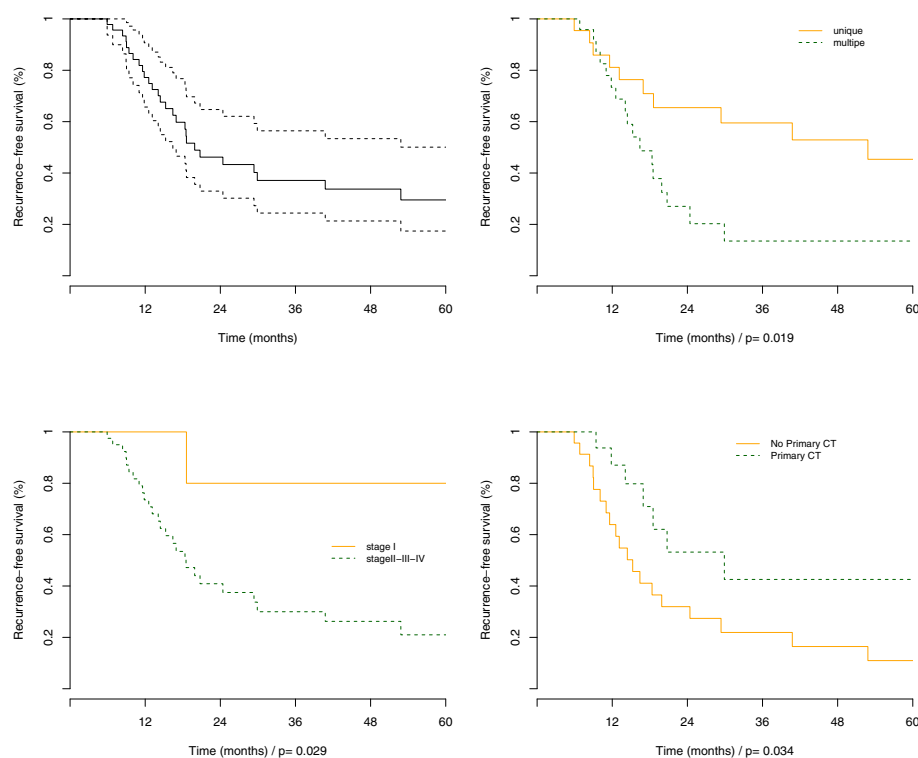 Recurrence−free survival (%)
1
0.8
0.6
0.4
0.2
12 24 36 48 60
Time (months)
Recurrence−free survival (%)
1
0.8
0.6
0.4
0.2
unique
multipe
12 24 36 48 60
Time (months) / p= 0.019
Recurrence−free survival (%)
1
0.8
0.6
0.4
0.2
stage I
stageII−III−IV
12 24 36 48 60
Time (months) / p= 0.029
Recurrence−free survival (%)
1
0.8
0.6
0.4
0.2
No Primary CT
Primary CT
12 24 36 48 60
Time (months) / p= 0.034